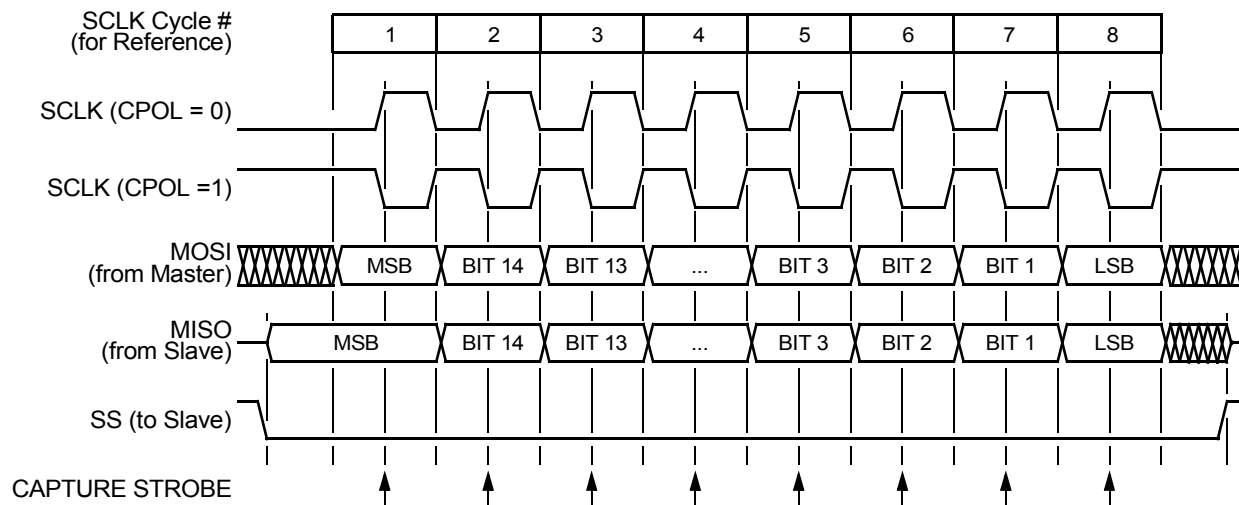 SCLK Cycle #
(for Reference)
1 2 3 4 5 6 7 8
SCLK (CPOL = 0)
SCLK (CPOL =1)
MOSI
(from Master)
MSB BIT 14 BIT 13 ... BIT 3 BIT 2 BIT 1 LSB
MISO
(from Slave)
MSB BIT 14 BIT 13 ... BIT 3 BIT 2 BIT 1 LSB
SS (to Slave)
CAPTURE STROBE